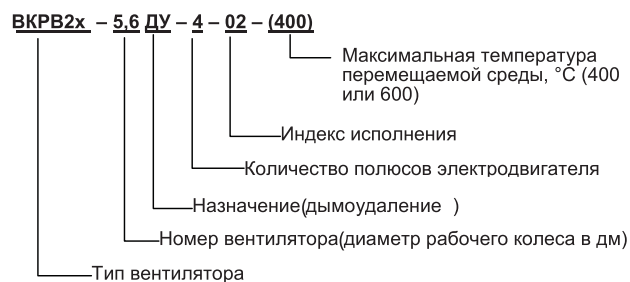 ВКРВ2х – 5,6 ДУ – 4 – 02 – (400)
Максимальная температура
перемещаемой среды, °С (400
или 600)
Индекс исполнения
Количество полюсов электродвигателя
Назначение(дымоудаление )
Номер вентилятора(диаметр рабочего колеса в дм)
Тип вентилятора